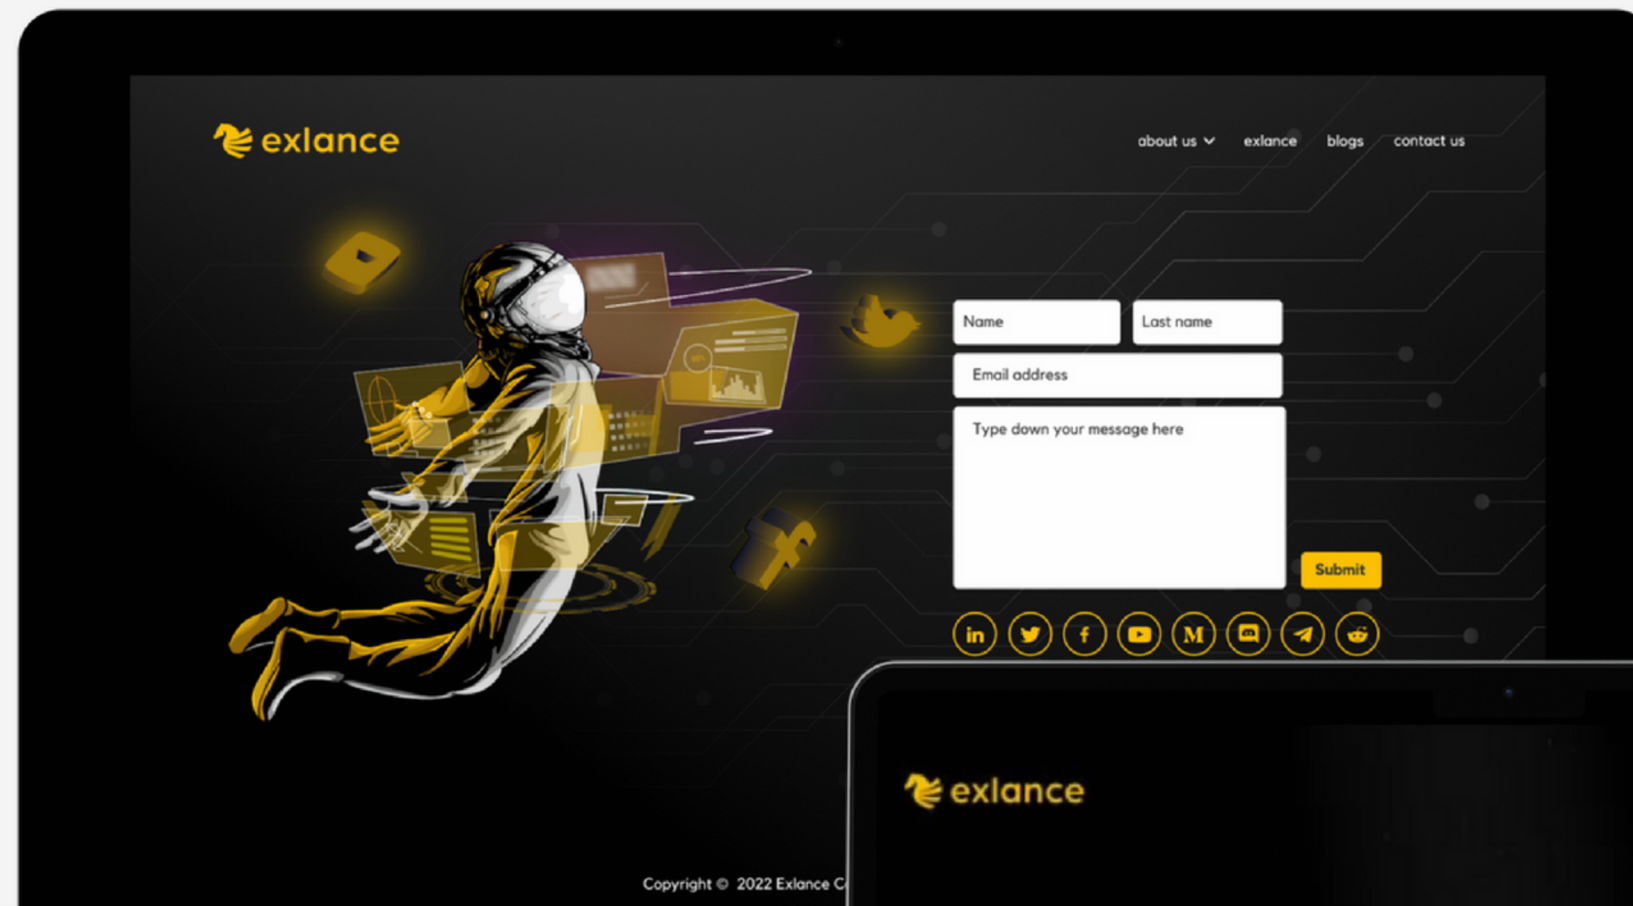 exlance
about us exlance blogs contact us
Name Last name
Email address
Type down your message here
Submit
in f M
Copyright © 2022 Exlance
exlance